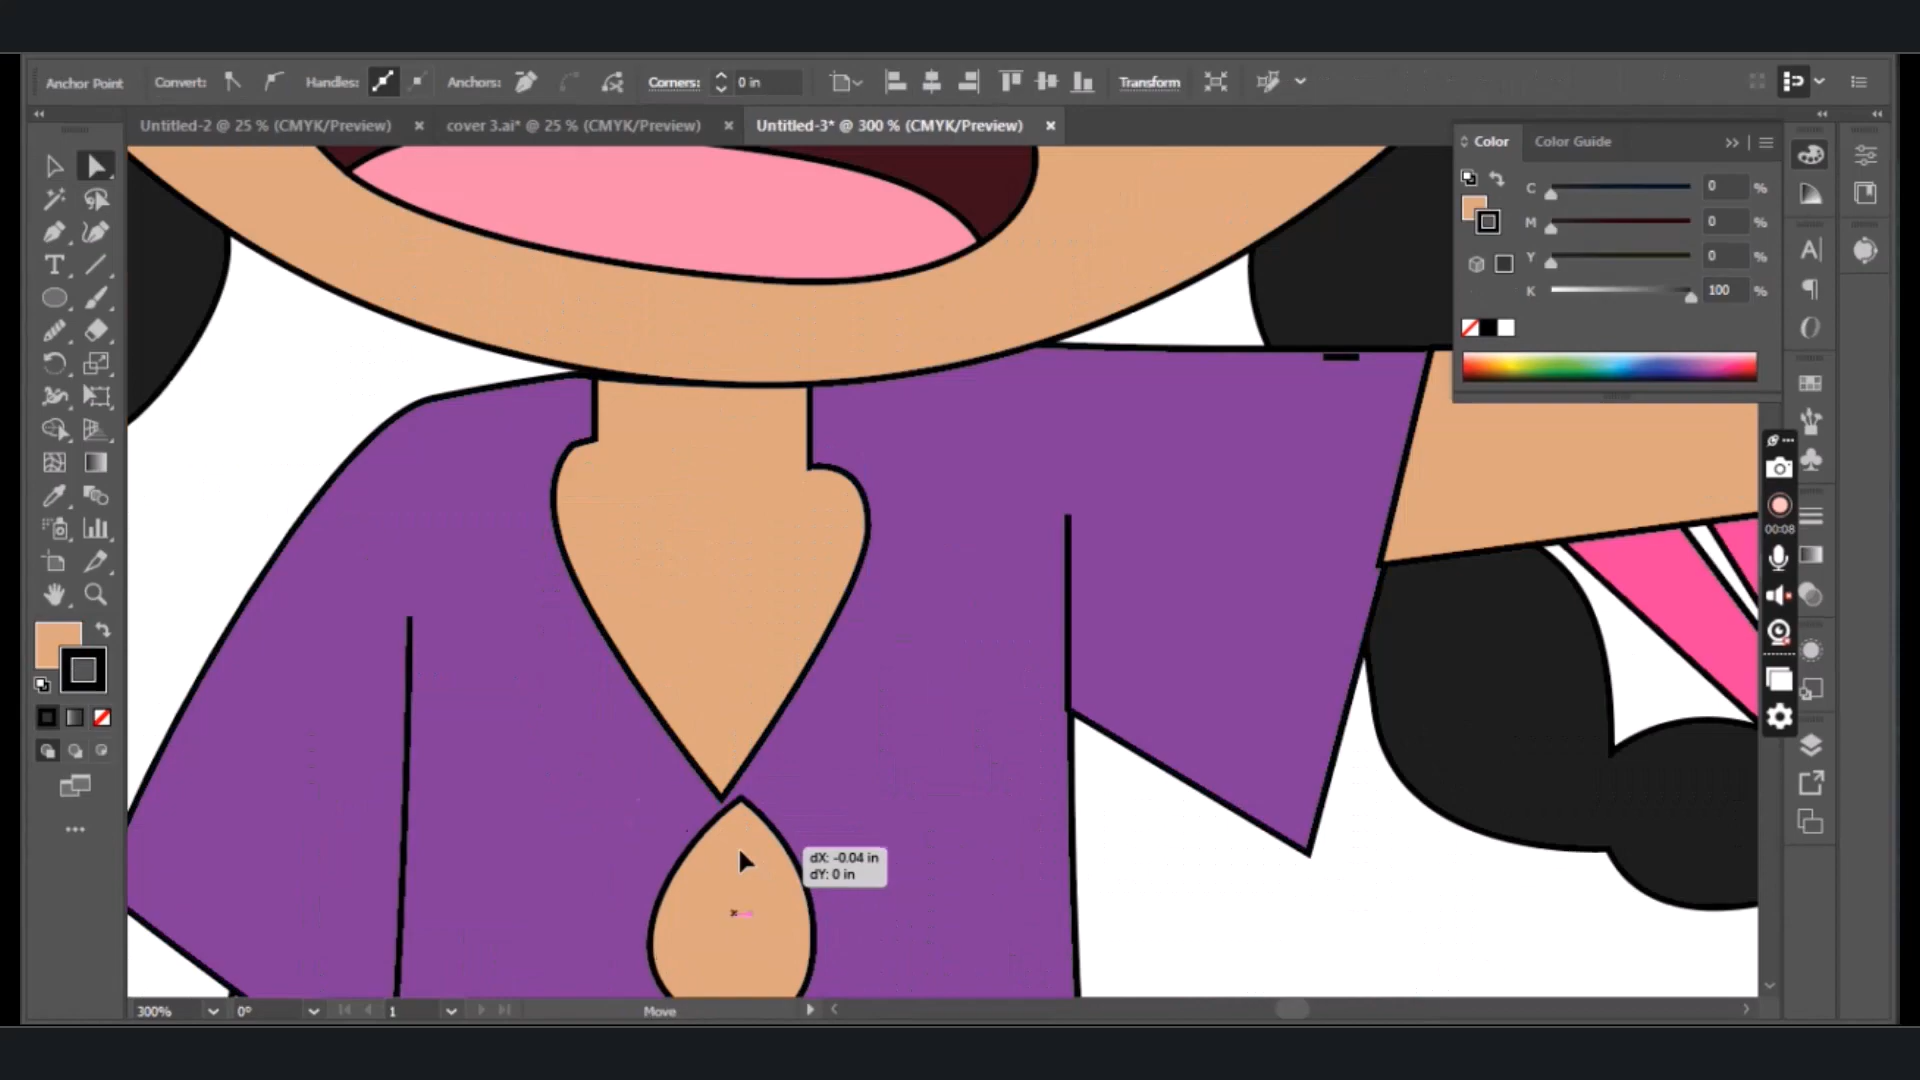 Anchor Point Convert: Handles: Anchors: Corners: 0 in Transform
Untitled-2 @ 25 % (CMYK/Preview) × cover 3.ai* @ 25 % (CMYK/Preview) × Untitled-3* @ 300 % (CMYK/Preview) ×
Color Color Guide
C 0 %
M 0 %
Y 0 %
K 100 %
00:08
dX: -0.04 in
dY: 0 in
300% 0° 1 Move